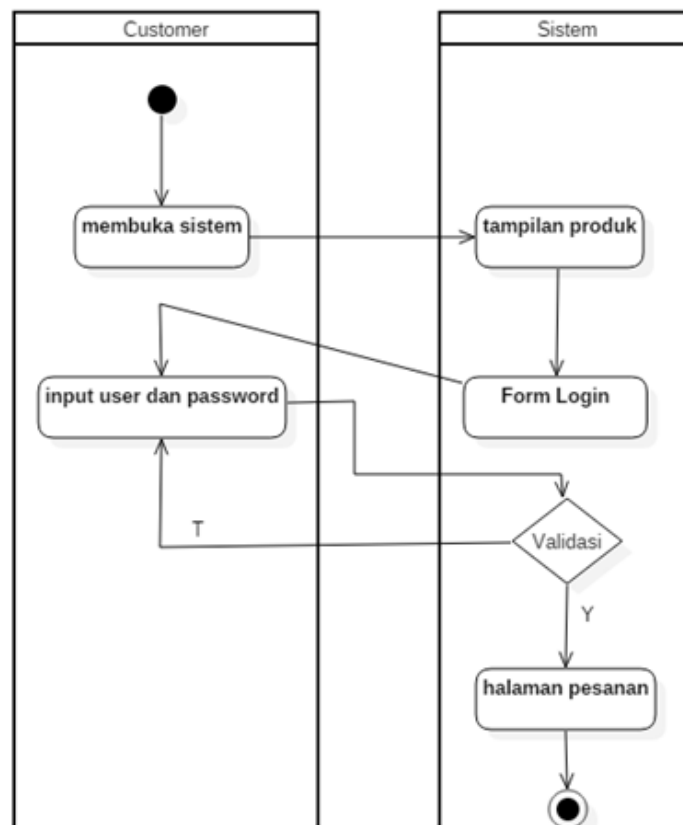 Customer
Sistem
membuka sistem
tampilan produk
input user dan password
Form Login
T
Validasi
Y
halaman pesanan